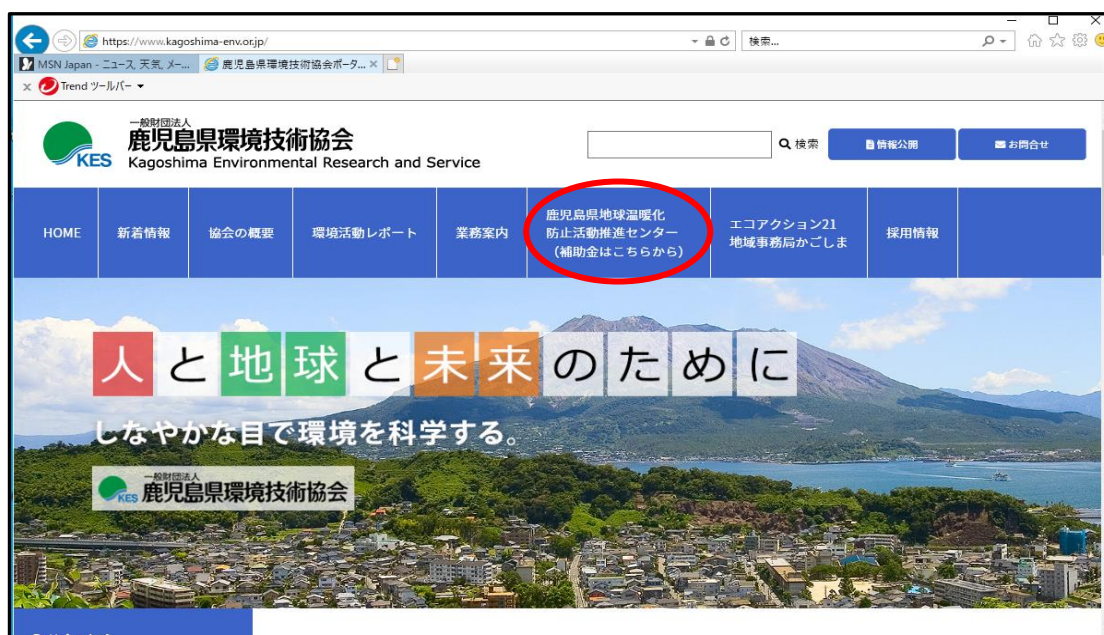 https://www.kagoshima-env.or.jp/
検索...
MSN Japan - ニュース, 天気, メー...
鹿児島県環境技術協会ポータ... ×
x Trend ツールバー ▼
一般財団法人
鹿児島県環境技術協会
KES
Kagoshima Environmental Research and Service
検索
情報公開
お問合せ
HOME
新着情報
協会の概要
環境活動レポート
業務案内
鹿児島県地球温暖化
防止活動推進センター
（補助金はこちらから）
エコアクション21
地域事務局かごしま
採用情報
人と地球と未来のために
しなやかな目で環境を科学する。
一般財団法人
KES 鹿児島県環境技術協会